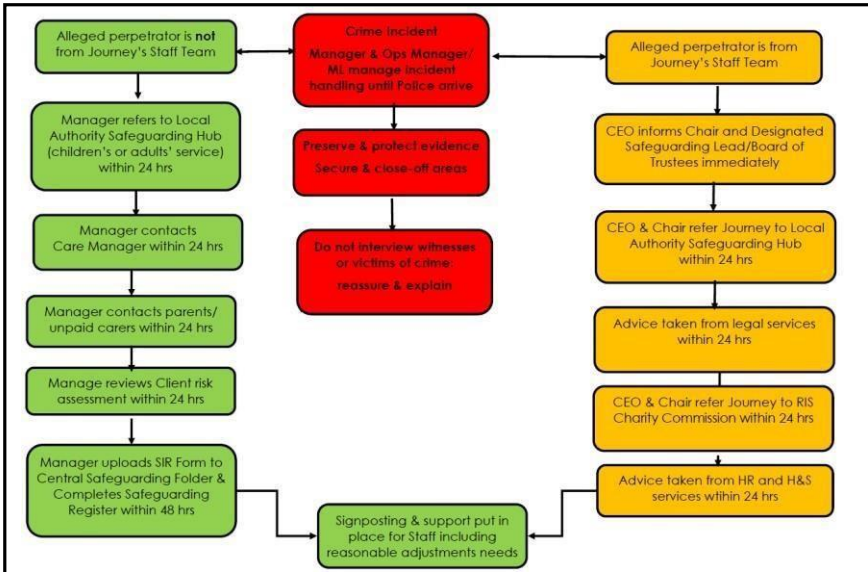 Alleged perpetrator is not
from Journey's Staff Team
Manager refers to Local
Authority Safeguarding Hub
(children's or adults' service)
within 24 hrs
Manager contacts
Care Manager within 24 hrs
Manager contacts parents/
unpaid carers within 24 hrs
Manage reviews Client risk
assessment within 24 hrs
Manager uploads SIR Form to
Central Safeguarding Folder &
Completes Safeguarding
Register within 48 hrs
Crime Incident
Manager & Ops Manager/
ML manage incident
handling until Police arrive
Preserve & protect evidence
Secure & close-off areas
Do not interview witnesses
or victims of crime;
reassure & explain
Alleged perpetrator is from
Journey's Staff Team
CEO informs Chair and Designated
Safeguarding Lead/Board of
Trustees immediately
CEO & Chair refer Journey to Local
Authority Safeguarding Hub
within 24 hrs
Advice taken from legal services
within 24 hrs
CEO & Chair refer Journey to RIS
Charity Commission within 24 hrs
Advice taken from HR and H&S
services wtihin 24 hrs
Signposting & support put in
place for Staff including
reasonable adjustments needs